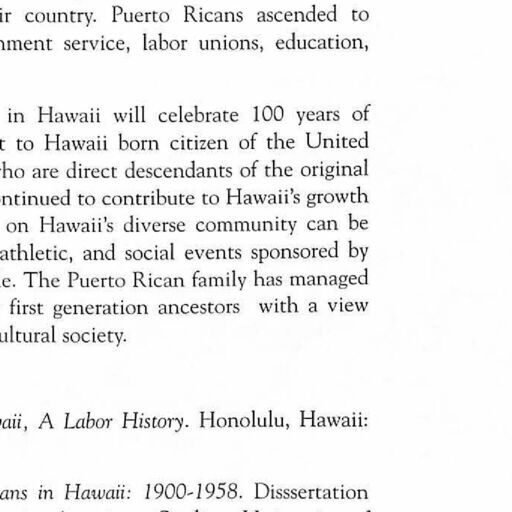 ir country. Puerto Ricans ascended to
nment service, labor unions, education,
in Hawaii will celebrate 100 years of
t to Hawaii born citizen of the United
ho are direct descendants of the original
ontinued to contribute to Hawaii's growth
on Hawaii's diverse community can be
athletic, and social events sponsored by
le. The Puerto Rican family has managed
first generation ancestors with a view
ultural society.
aii, A Labor History. Honolulu, Hawaii:
ans in Hawaii: 1900-1958. Disssertation